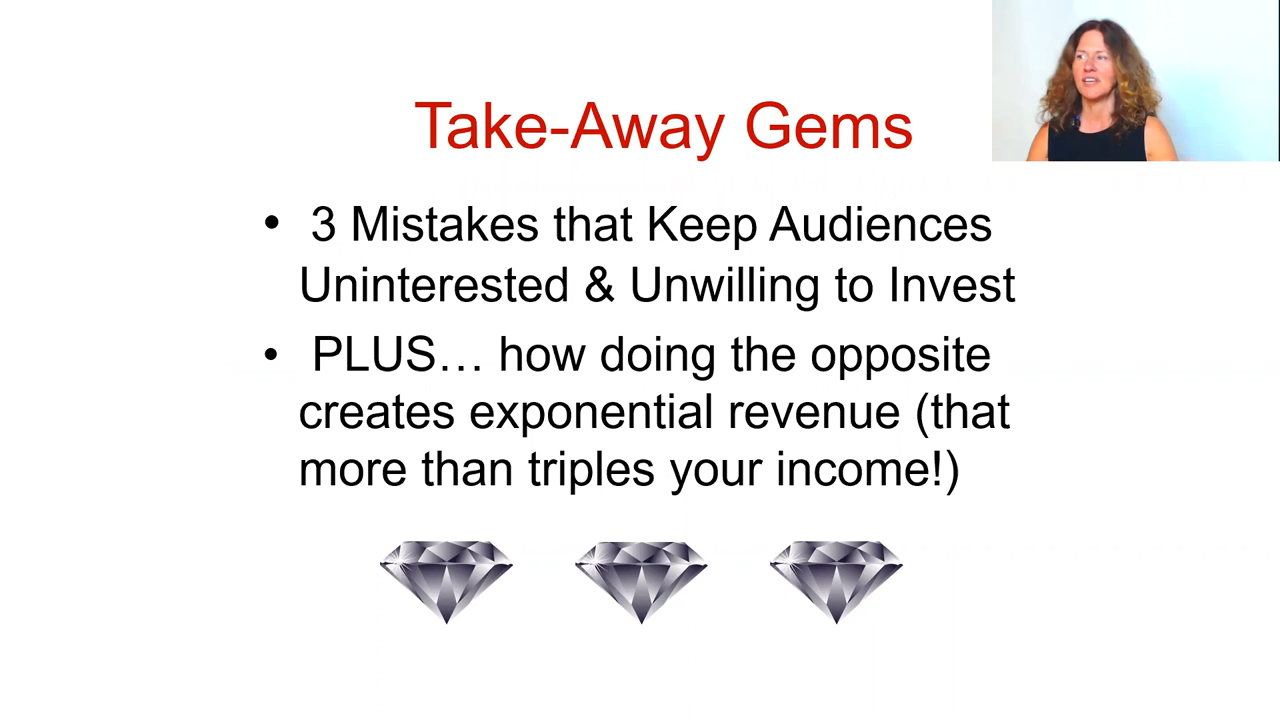 Take-Away Gems
• 3 Mistakes that Keep Audiences
Uninterested & Unwilling to Invest
• PLUS… how doing the opposite
creates exponential revenue (that
more than triples your income!)